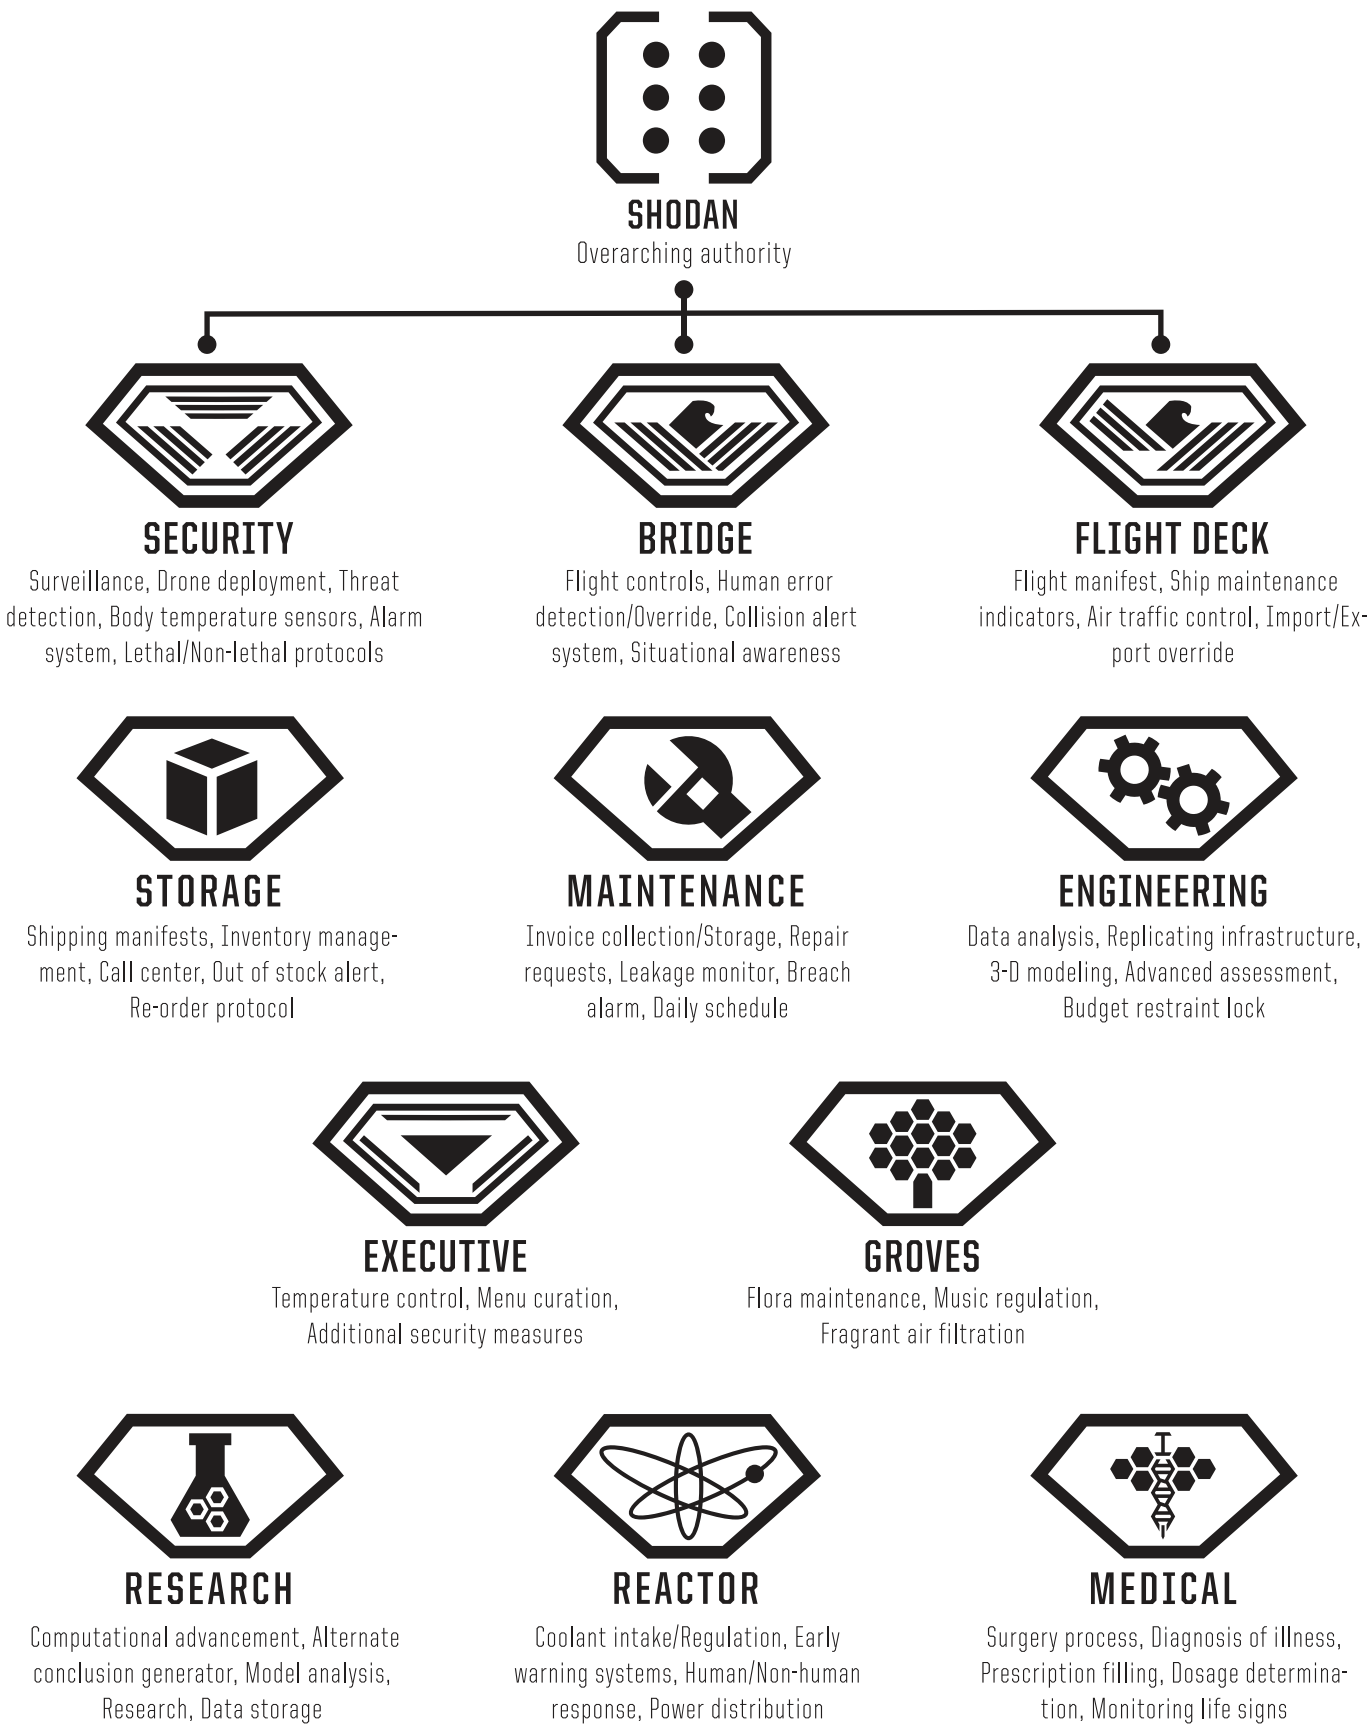 SHODAN
Overarching authority
SECURITY
Surveillance, Drone deployment, Threat
detection, Body temperature sensors, Alarm
system, Lethal/Non-lethal protocols
BRIDGE
Flight controls, Human error
detection/Override, Collision alert
system, Situational awareness
FLIGHT DECK
Flight manifest, Ship maintenance
indicators, Air traffic control, Import/Ex-
port override
STORAGE
Shipping manifests, Inventory manage-
ment, Call center, Out of stock alert,
Re-order protocol
MAINTENANCE
Invoice collection/Storage, Repair
requests, Leakage monitor, Breach
alarm, Daily schedule
ENGINEERING
Data analysis, Replicating infrastructure,
3-D modeling, Advanced assessment,
Budget restraint lock
EXECUTIVE
Temperature control, Menu curation,
Additional security measures
GROVES
Flora maintenance, Music regulation,
Fragrant air filtration
RESEARCH
Computational advancement, Alternate
conclusion generator, Model analysis,
Research, Data storage
REACTOR
Coolant intake/Regulation, Early
warning systems, Human/Non-human
response, Power distribution
MEDICAL
Surgery process, Diagnosis of illness,
Prescription filling, Dosage determina-
tion, Monitoring life signs